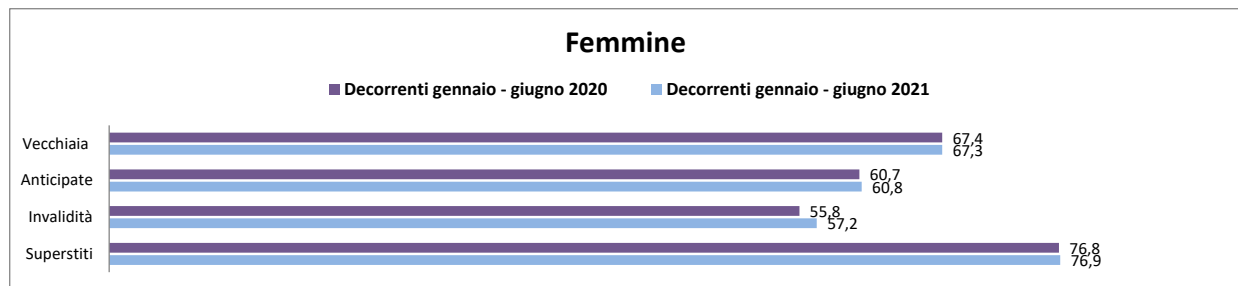 Femmine
Decorrenti gennaio - giugno 2020 Decorrenti gennaio - giugno 2021
Vecchiaia 67,4
67,3
Anticipate 60,7
60,8
Invalidità 55,8
57,2
Superstiti 76,8
76,9